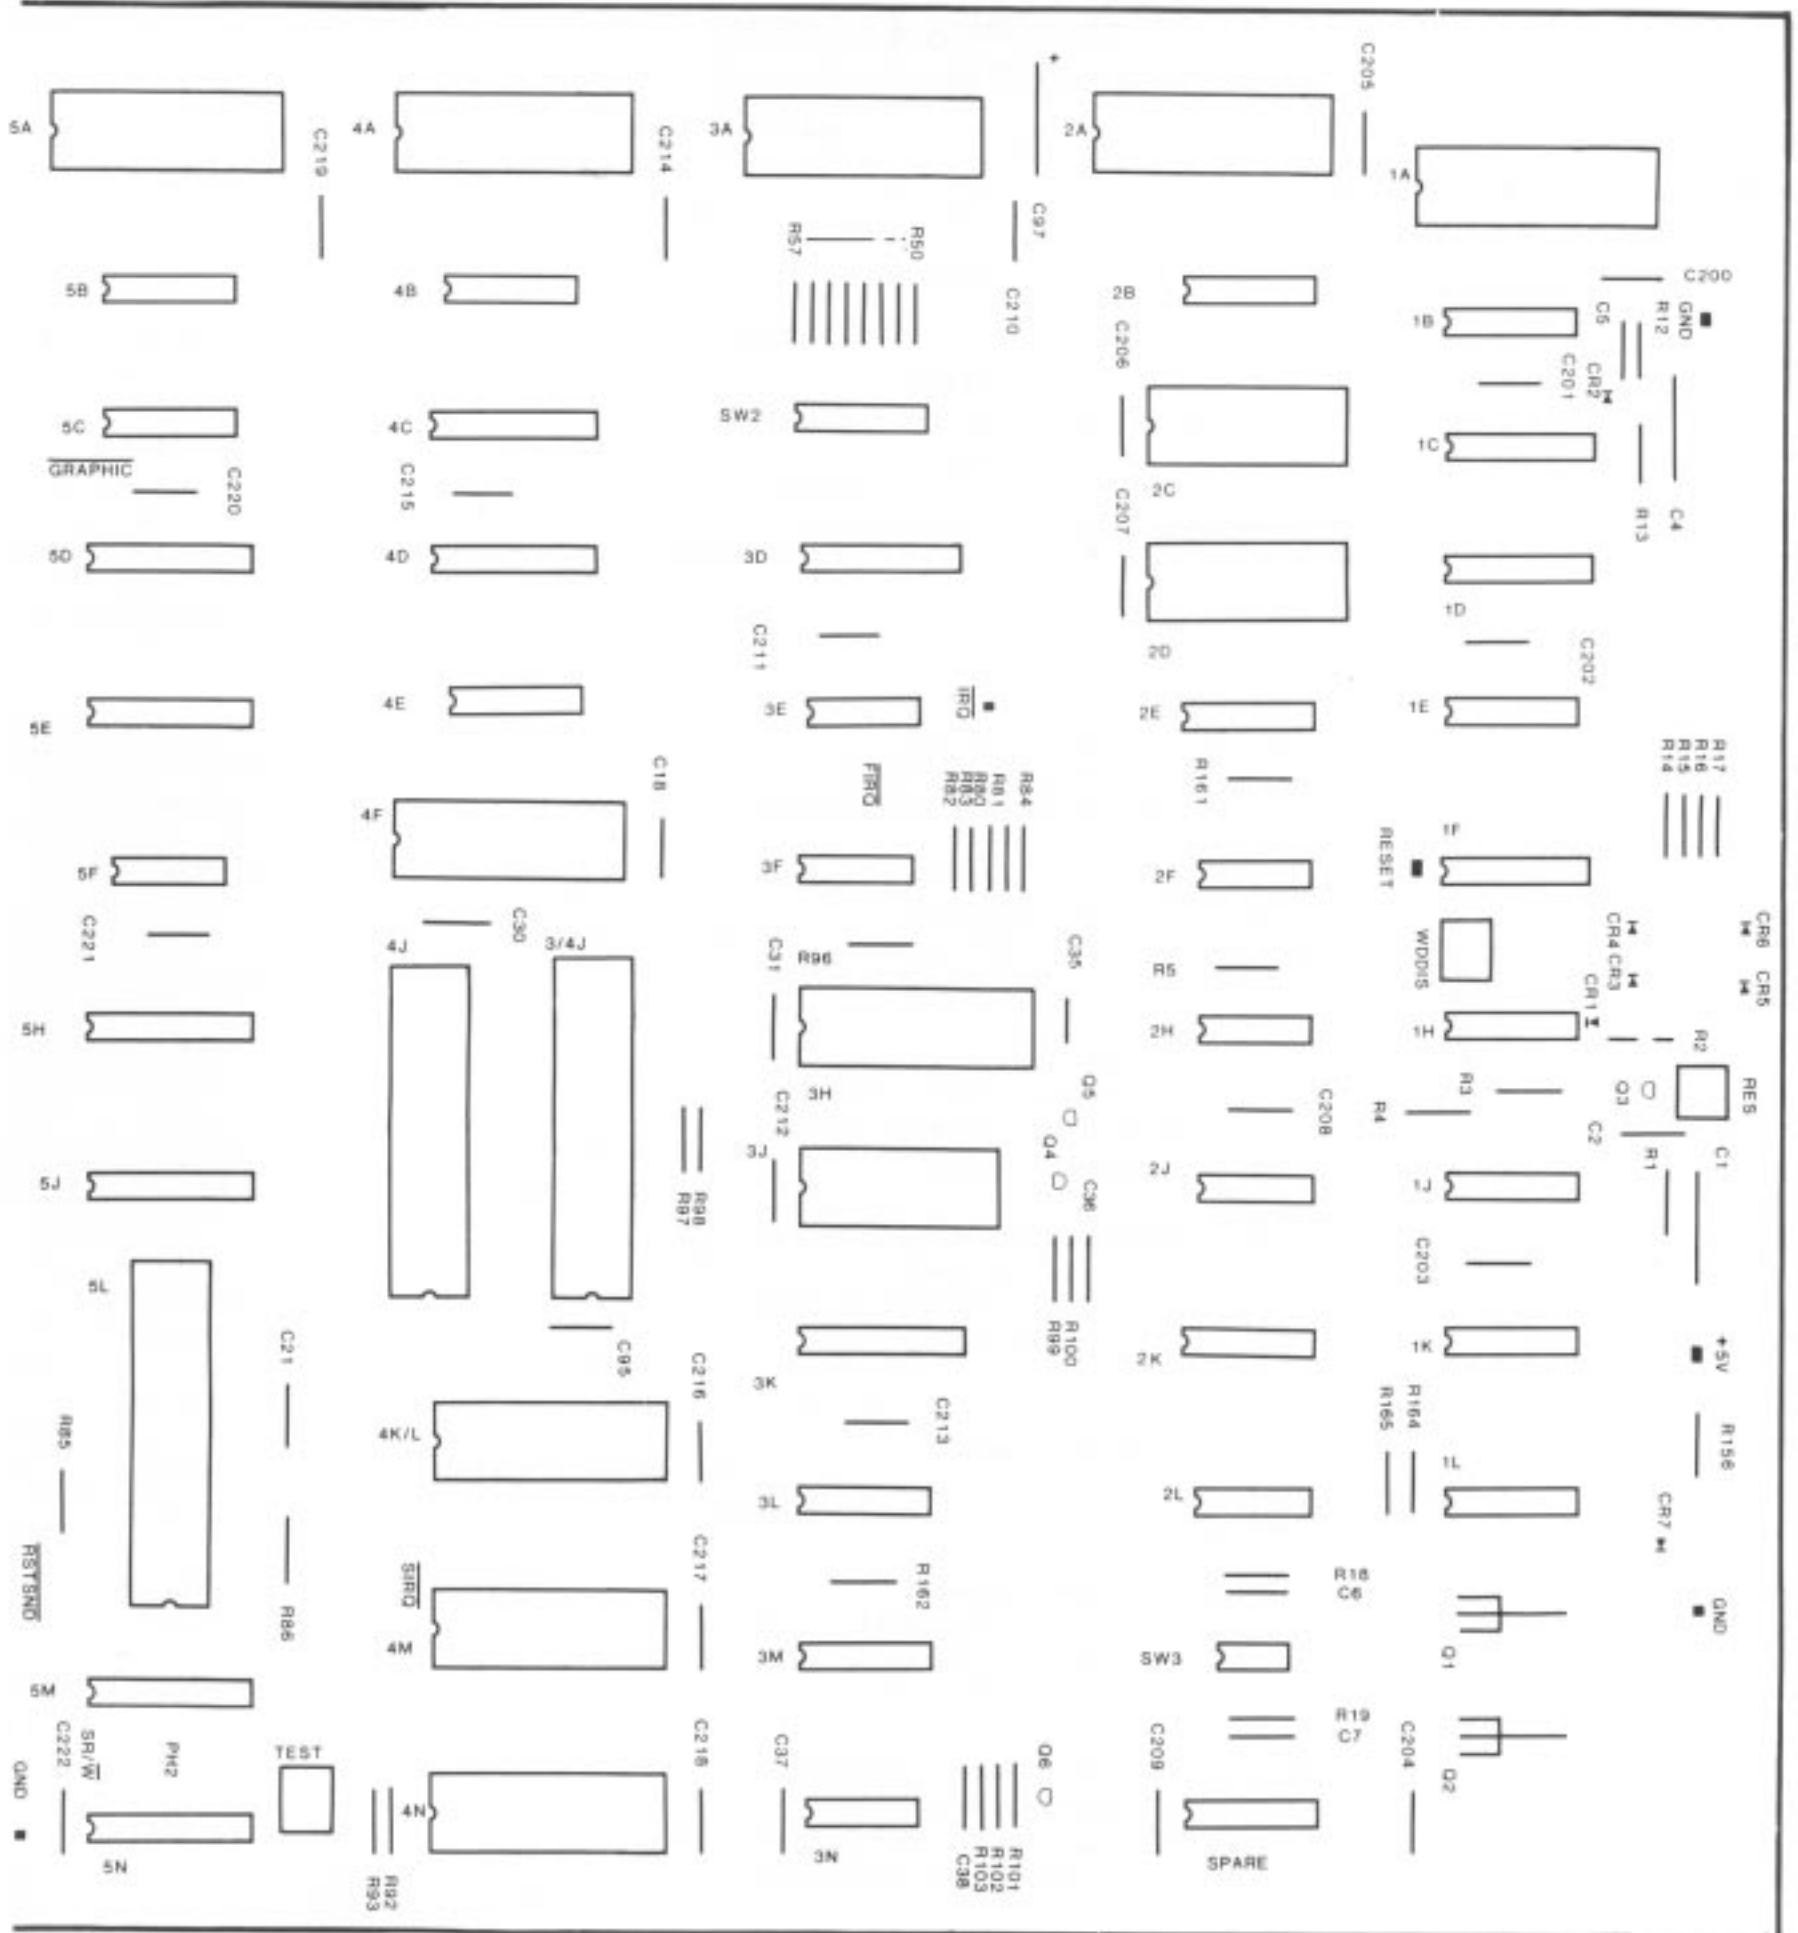 C205
+
5A
4A
3A
2A
1A
C219
C214
C97
R57
R50
C200
5B
4B
2B
1B
C210
C5
R12
GND
C206
C201
CR2
5C
4C
SW2
1C
GRAPHIC
C220
C215
2C
C207
R13
C4
5D
4D
3D
1D
C211
2D
C202
5E
4E
3E
IRQ
2E
1E
C18
FIRQ
R82
R83
R80
R81
R84
R161
R14
R15
R16
R17
4F
1F
RESET
5F
3F
2F
C221
C30
4J
3/4J
C31
R96
C35
R5
WDDIS
CR4
CR3
CR6
CR5
CR1
5H
2H
1H
R2
3H
Q5
R3
Q3
RES
C212
C208
R4
C2
3J
Q4
R1
C1
5J
R97
R98
C36
2J
1J
C203
5L
C21
C95
C216
3K
R99
R100
2K
1K
+5V
R85
4K/L
C213
R165
R164
R156
1L
3L
2L
CR7
RSTSND
R86
SIRQ
C217
R162
R18
C6
GND
4M
3M
SW3
Q1
5M
C222
SR/W
PH2
TEST
C218
C37
Q6
C209
R19
C7
C204
Q2
GND
4N
5N
R93
R92
3N
C38
R103
R102
R101
SPARE